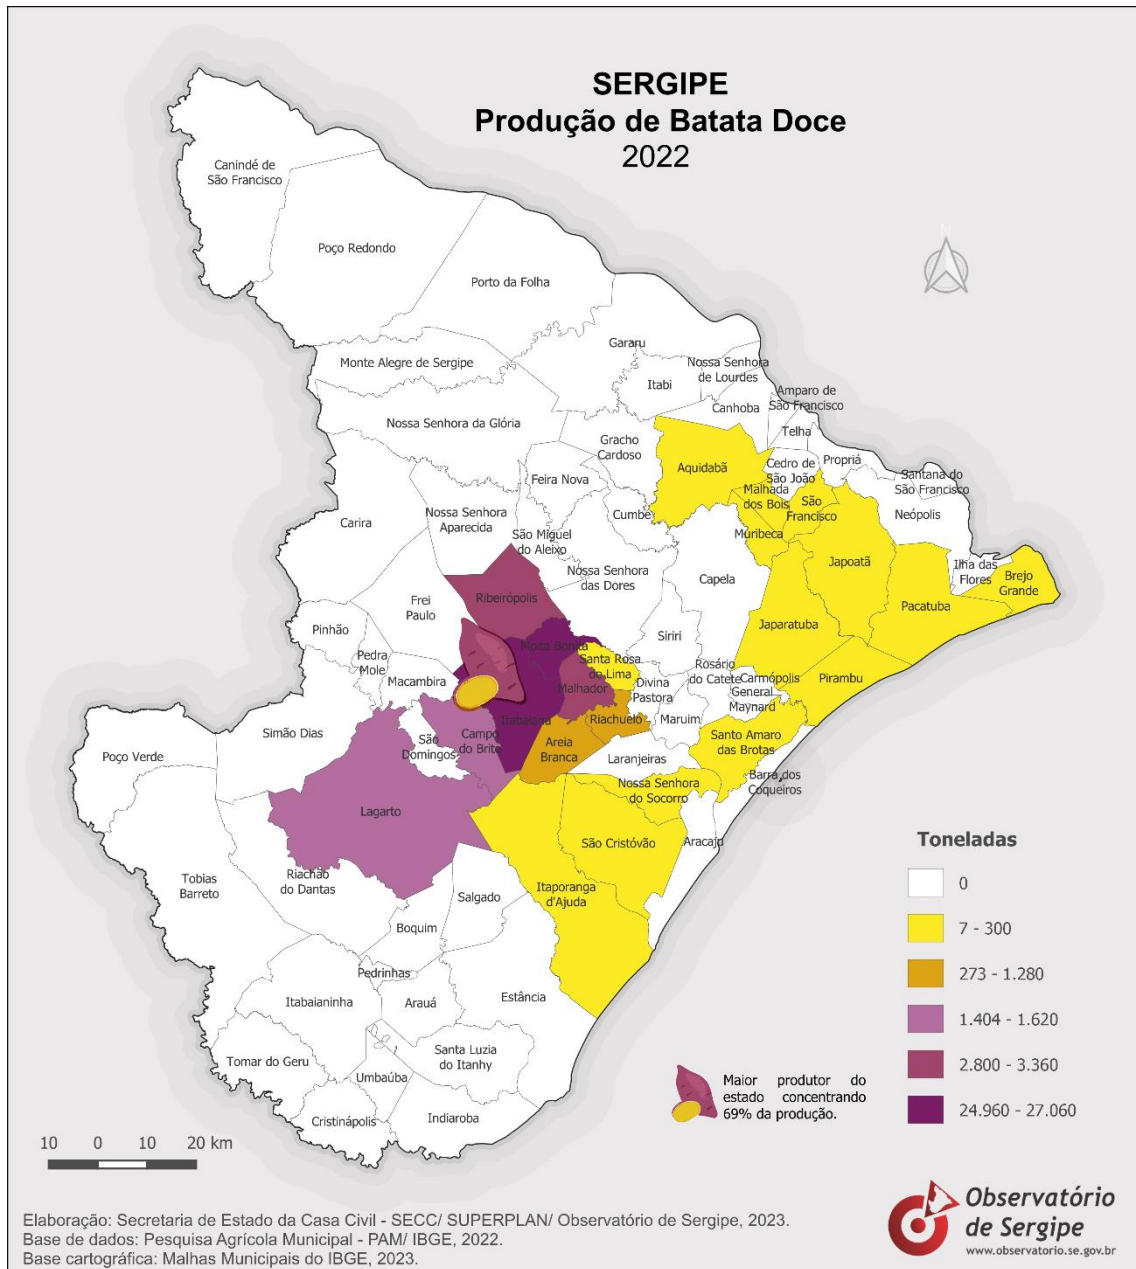 SERGIPE
Produção de Batata Doce
2022
N
Canindé de
São Francisco
Poço Redondo
Porto da Folha
Monte Alegre de Sergipe
Gararu
Nossa Senhora
de Lourdes
Itabi
Amparo de
São Francisco
Canhoba
Nossa Senhora da Glória
Telha
Gracho
Cardoso
Aquidabã
Cedro de
São João
Propriá
Santana do
São Francisco
Feira Nova
Malhada
dos Bois
São
Francisco
Neópolis
Carira
Nossa Senhora
Aparecida
Cumbe
São Miguel
do Aleixo
Muribeca
Japoatã
Ilha das
Flores
Brejo
Grande
Nossa Senhora
das Dores
Capela
Pacatuba
Ribeirópolis
Frei
Paulo
Japaratuba
Pinhão
Siriri
Moita Bonita
Pedra
Mole
Santa Rosa
de Lima
Rosário
do Catete
Carmópolis
Pirambu
Macambira
Malhador
Divina
Pastora
General
Maynard
Itabaiana
Riachuelo
Maruim
Simão Dias
São
Domingos
Campo
do Brito
Areia
Branca
Santo Amaro
das Brotas
Poço Verde
Laranjeiras
Barra dos
Coqueiros
Nossa Senhora
do Socorro
Lagarto
São Cristóvão
Aracaju
Tobias
Barreto
Riachão
do Dantas
Itaporanga
d'Ajuda
Salgado
Boquim
Pedrinhas
Itabaianinha
Arauá
Estância
Tomar do Geru
Santa Luzia
do Itanhy
Umbaúba
Cristinápolis
Indiaroba
Toneladas
0
7 - 300
273 - 1.280
1.404 - 1.620
2.800 - 3.360
24.960 - 27.060
Maior produtor do
estado concentrando
69% da produção.
10 0 10 20 km
Elaboração: Secretaria de Estado da Casa Civil - SECC/ SUPERPLAN/ Observatório de Sergipe, 2023.
Base de dados: Pesquisa Agrícola Municipal - PAM/ IBGE, 2022.
Base cartográfica: Malhas Municipais do IBGE, 2023.
Observatório
de Sergipe
www.observatorio.se.gov.br